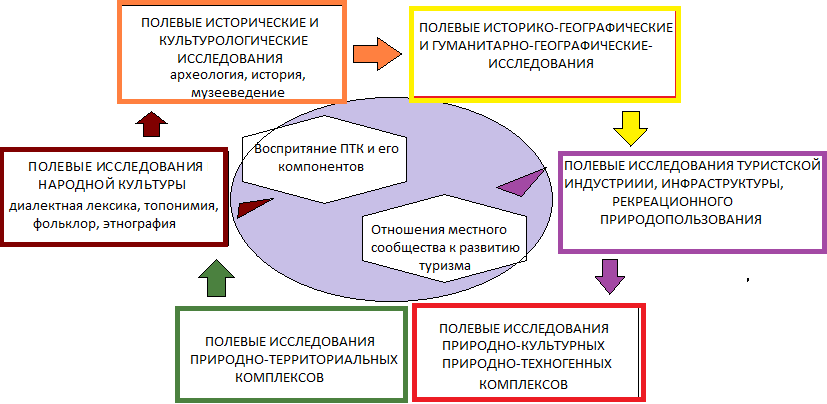 ПОЛЕВЫЕ ИСТОРИЧЕСКИЕ И
КУЛЬТУРОЛОГИЧЕСКИЕ
ИССЛЕДОВАНИЯ
археология, история,
музееведение
ПОЛЕВЫЕ ИСТОРИКО-ГЕОГРАФИЧЕСКИЕ
И ГУМАНИТАРНО-ГЕОГРАФИЧЕСКИЕ-
ИССЛЕДОВАНИЯ
ПОЛЕВЫЕ ИССЛЕДОВАНИЯ
НАРОДНОЙ КУЛЬТУРЫ
диалектная лексика, топонимия,
фольклор, этнография
Воспритяние ПТК и его
компонентов
Отношения местного
сообщества к развитию
туризма
ПОЛЕВЫЕ ИССЛЕДОВАНИЯ ТУРИСТСКОЙ
ИНДУСТРИИИ, ИНФРАСТРУКТУРЫ,
РЕКРЕАЦИОННОГО
ПРИРОДОПОЛЬЗОВАНИЯ
ПОЛЕВЫЕ ИССЛЕДОВАНИЯ
ПРИРОДНО-ТЕРРИТОРИАЛЬНЫХ
КОМПЛЕКСОВ
ПОЛЕВЫЕ ИССЛЕДОВАНИЯ
ПРИРОДНО-КУЛЬТУРНЫХ
ПРИРОДНО-ТЕХНОГЕННЫХ
КОМПЛЕКСОВ
,